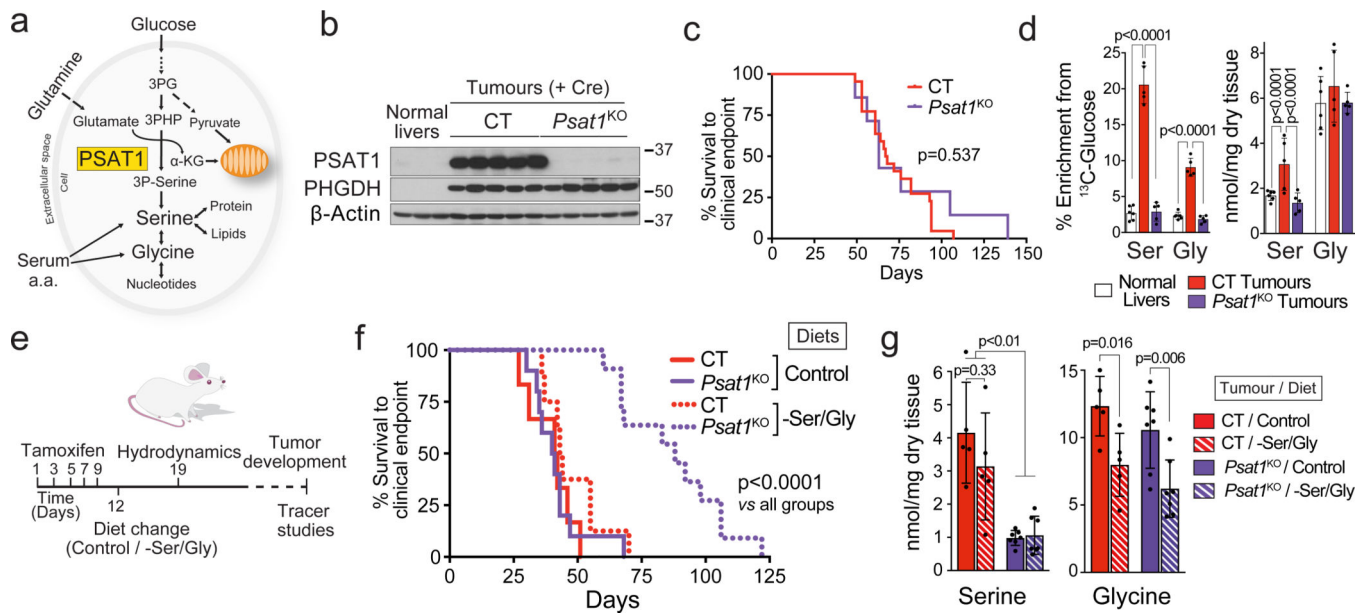 a
Glucose
Glutamine
3PG
Glutamate
3PHP
Pyruvate
PSAT1
α-KG
3P-Serine
Extracellular space
Cell
Serine
Protein
Lipids
Serum
a.a.
Glycine
Nucleotides
b
Tumours (+ Cre)
Normal
livers
CT
Psat1KO
PSAT1
PHGDH
β-Actin
37
50
37
c
% Survival to
clinical endpoint
100
75
50
25
0
CT
Psat1KO
p=0.537
0 25 50 75 100 125 150
Days
d
% Enrichment from
13C-Glucose
25
20
15
10
5
0
p<0.0001
p<0.0001
Ser Gly
nmol/mg dry tissue
8
6
4
2
0
p<0.0001
p<0.0001
Ser Gly
Normal
Livers
CT Tumours
Psat1KO Tumours
e
Tamoxifen
1 3 5 7 9
Hydrodynamics
19
Tumor
development
Time
(Days)
12
Diet change
(Control / -Ser/Gly)
Tracer
studies
f
% Survival to
clinical endpoint
100
75
50
25
0
Diets
CT
Psat1KO
Control
CT
Psat1KO
-Ser/Gly
p<0.0001
vs all groups
0 25 50 75 100 125
Days
g
nmol/mg dry tissue
6
5
4
3
2
1
0
p<0.01
p=0.33
Serine
15
10
5
0
p=0.016
p=0.006
Glycine
Tumour / Diet
CT / Control
CT / -Ser/Gly
Psat1KO / Control
Psat1KO / -Ser/Gly